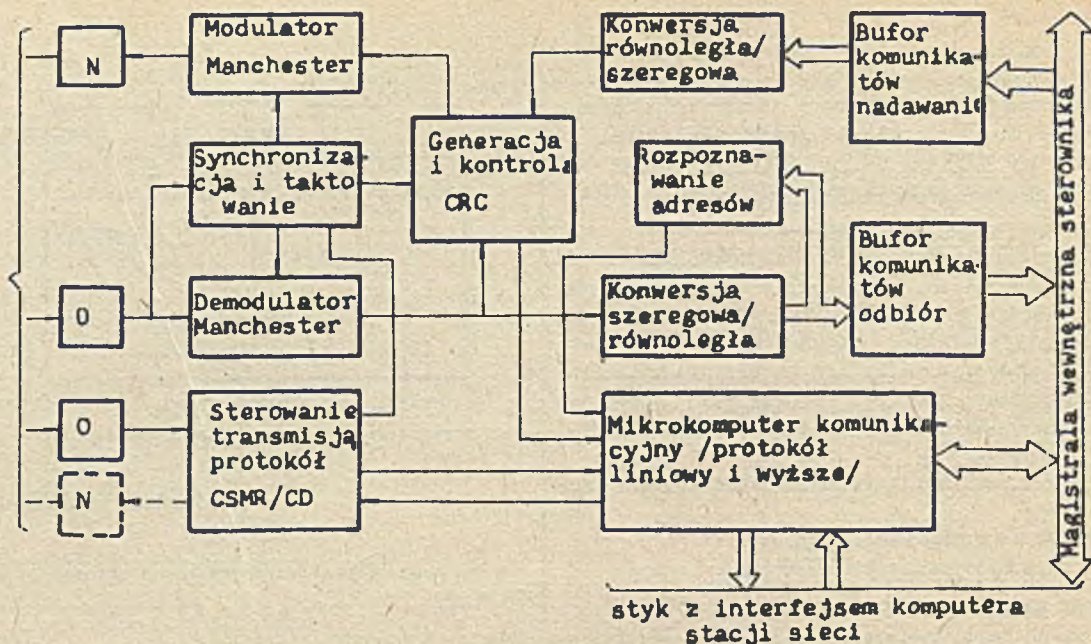 N
Modulator
Manchester
Konwersja
równoległa/
szeregowa
Bufor
komunika-
tów
nadawanie
Synchroniza-
cja i takto
wanie
Generacja
i kontrola
CRC
Rozpozna-
wanie
adresów
Bufor
komunika-
tów
odbiór
O
Demodulator
Manchester
Konwersja
szeregowa/
równoległa
O
N
Sterowanie
transmisją
protokół
CSMR/CD
Mikrokomputer komunika-
cyjny /protokół
liniowy i wyższe/
Magistrala wewnętrzna sterownika
styk z interfejsem komputera
stacji sieci